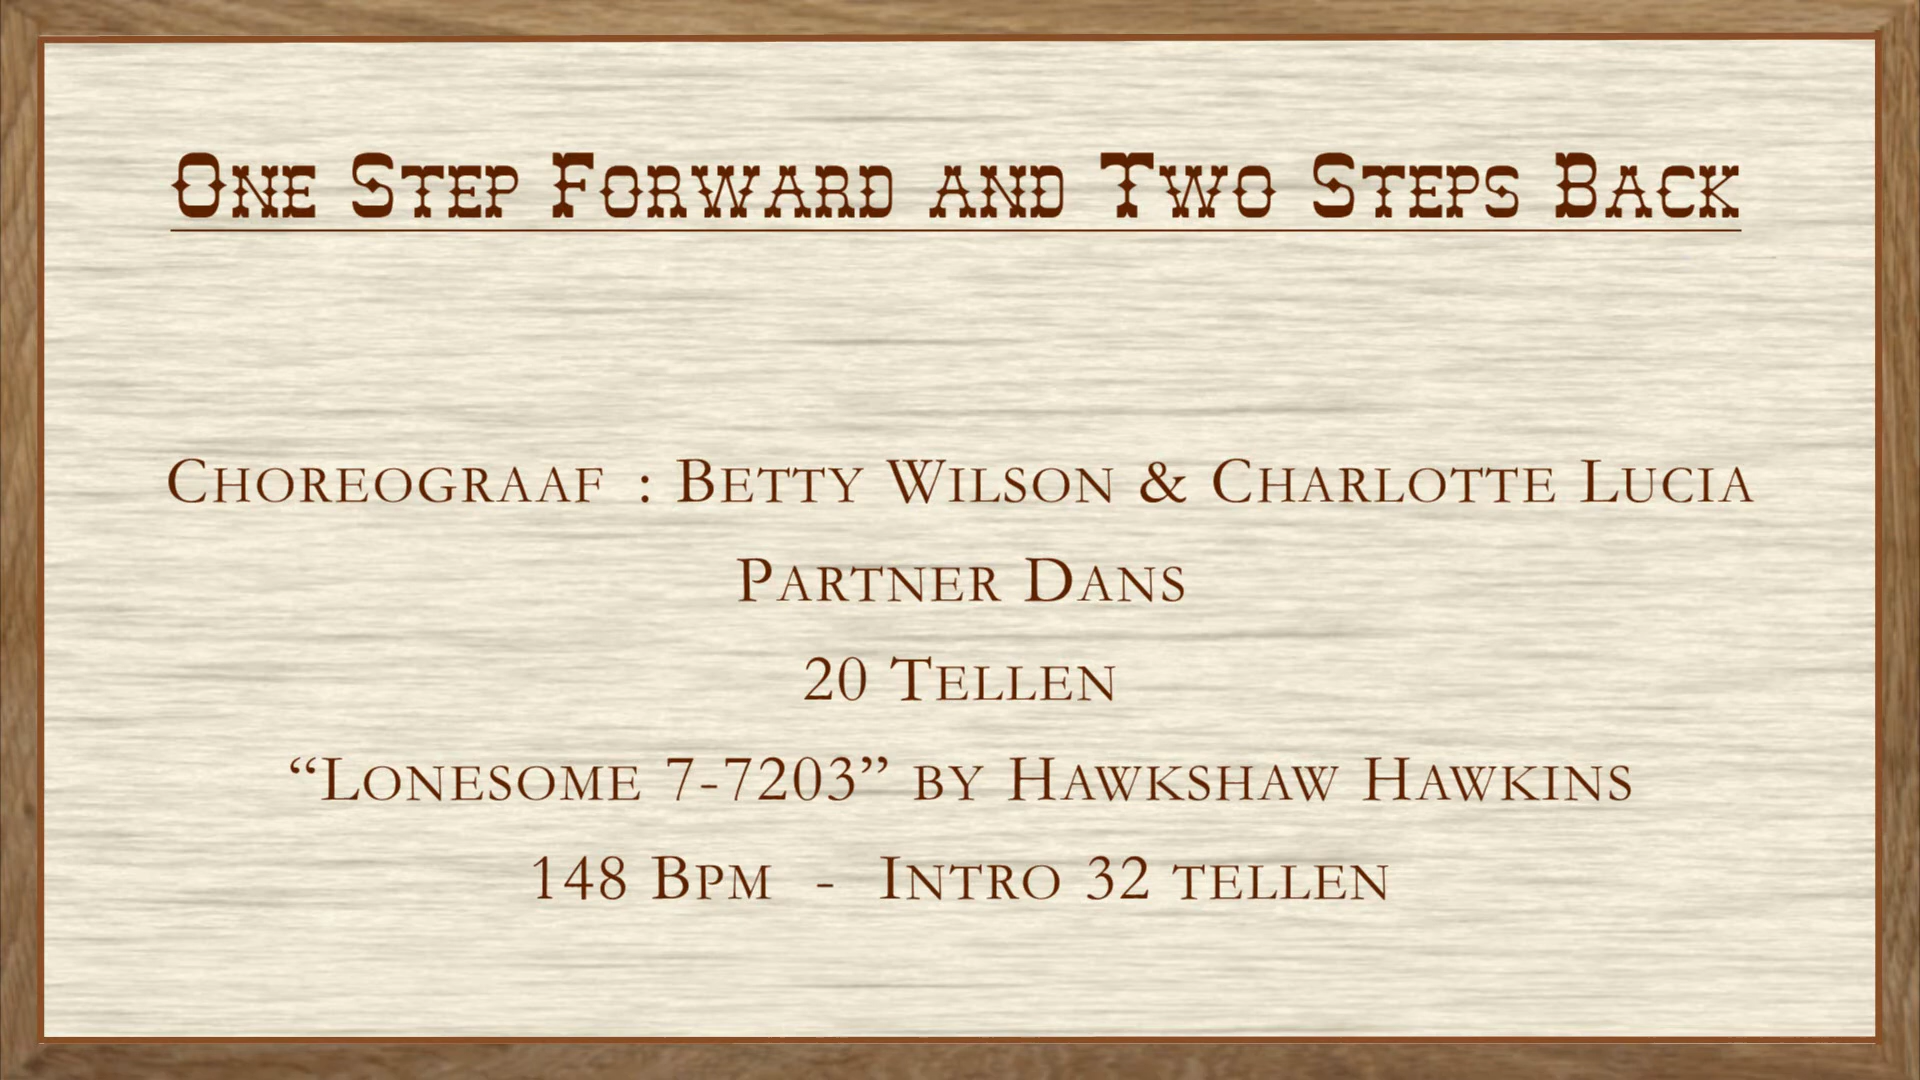 One Step Forward and Two Steps Back
Choreograaf : Betty Wilson & Charlotte Lucia
Partner Dans
20 Tellen
“Lonesome 7-7203” by Hawkshaw Hawkins
148 Bpm - Intro 32 tellen